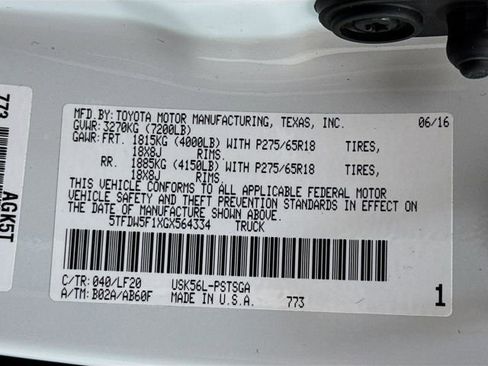 MFD.BY: TOYOTA MOTOR MANUFACTURING, TEXAS, INC. 06/16
GVWR: 3270KG (7200LB)
GAWR: FRT. 1815KG (4000LB) WITH P275/65R18 TIRES,
18X8J RIMS.
RR. 1885KG (4150LB) WITH P275/65R18 TIRES,
18X8J RIMS.
THIS VEHICLE CONFORMS TO ALL APPLICABLE FEDERAL MOTOR
VEHICLE SAFETY AND THEFT PREVENTION STANDARDS IN EFFECT ON
THE DATE OF MANUFACTURE SHOWN ABOVE.
5TFDW5F1XGX564334 TRUCK
C/TR: 040/LF20 USK56L-PSTSGA
A/TM: B02A/AB60F MADE IN U.S.A. 773 1
773
AGK5T